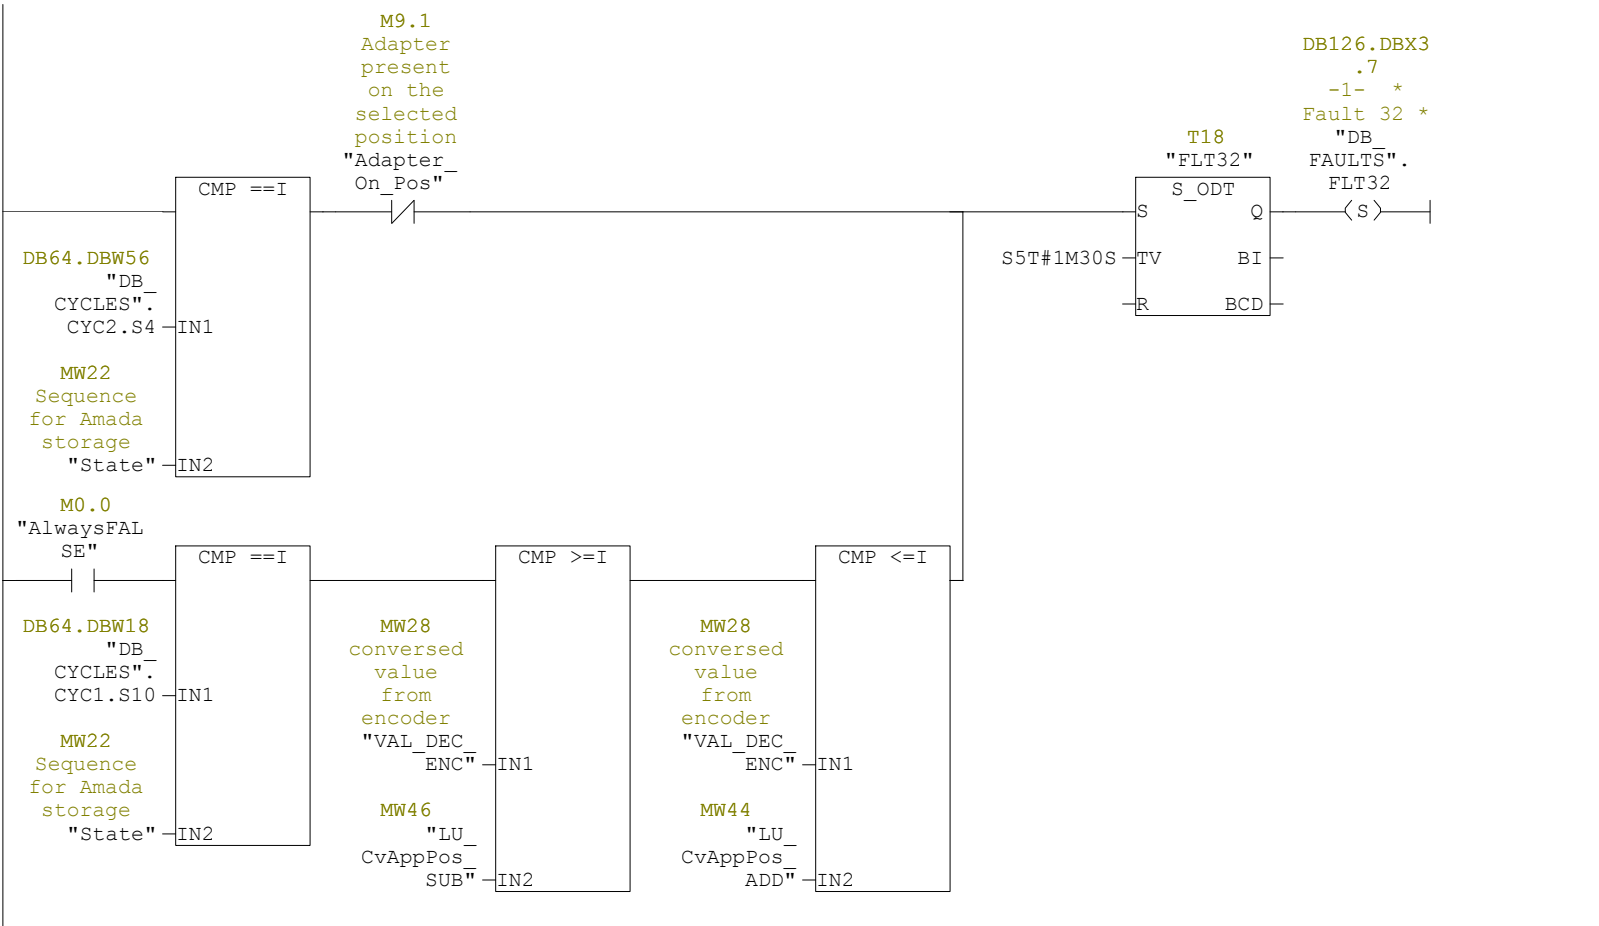 M9.1
Adapter
present
on the
selected
position
"Adapter_
On_Pos"
CMP ==I
DB64.DBW56
"DB_
CYCLES".
CYC2.S4
IN1
MW22
Sequence
for Amada
storage
"State"
IN2
T18
"FLT32"
S_ODT
S
Q
S5T#1M30S
TV
BI
R
BCD
DB126.DBX3
.7
-1- *
Fault 32 *
"DB_
FAULTS".
FLT32
S
M0.0
"AlwaysFAL
SE"
CMP ==I
DB64.DBW18
"DB_
CYCLES".
CYC1.S10
IN1
MW22
Sequence
for Amada
storage
"State"
IN2
CMP >=I
MW28
conversed
value
from
encoder
"VAL_DEC_
ENC"
IN1
MW46
"LU_
CvAppPos_
SUB"
IN2
CMP <=I
MW28
conversed
value
from
encoder
"VAL_DEC_
ENC"
IN1
MW44
"LU_
CvAppPos_
ADD"
IN2